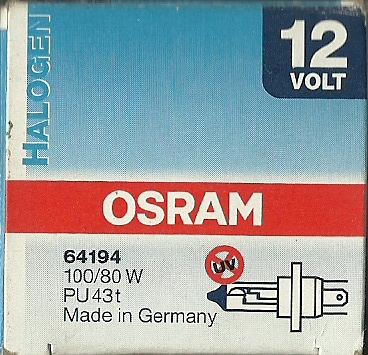 HALOGEN
12
VOLT
OSRAM
64194
100/80 W
PU43t
Made in Germany
UV